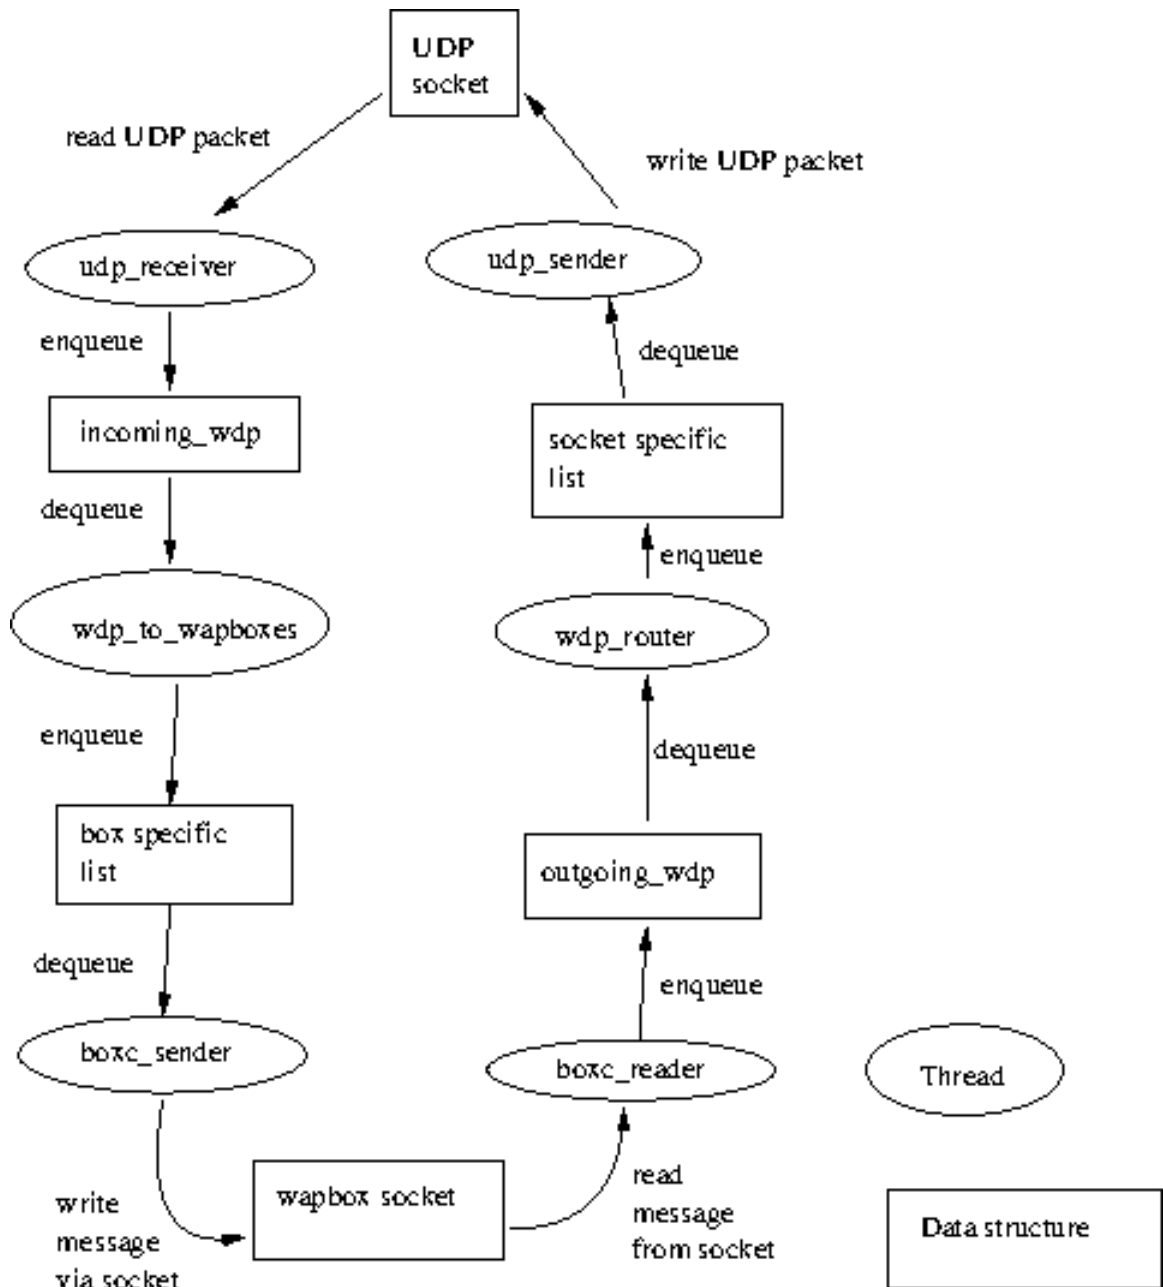 UDP
socket
read UDP packet
write UDP packet
udp_receiver
udp_sender
enqueue
dequeue
incoming_wdp
socket specific
list
dequeue
enqueue
wdp_to_wapboxes
wdp_router
enqueue
dequeue
box specific
list
outgoing_wdp
dequeue
enqueue
boxc_sender
boxc_reader
Thread
write
message
via socket
wapbox socket
read
message
from socket
Data structure